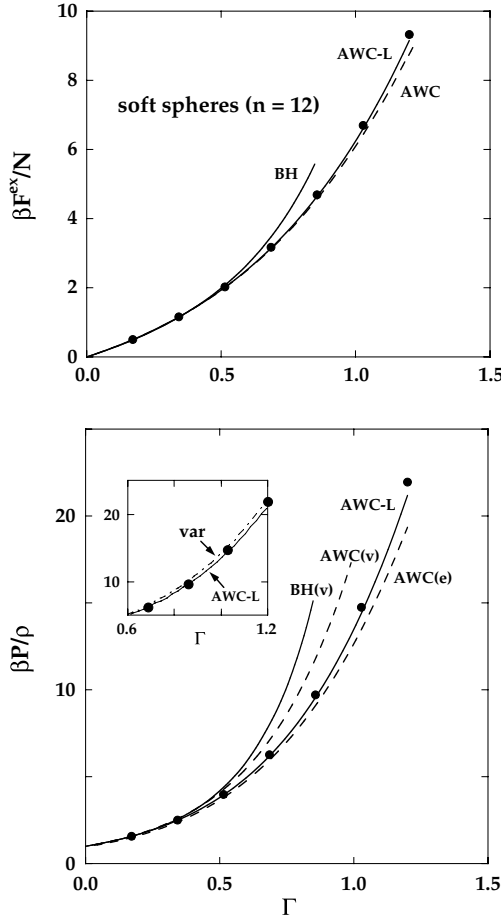 10
AWC-L
8
AWC
soft spheres (n = 12)
6
BH
βF^ex/N
4
2
0
0.0 0.5 1.0 1.5
20
AWC-L
20
var
AWC(v)
10
AWC-L
BH(v)
AWC(e)
0.6 Γ 1.2
βP/ρ
10
0
0.0 0.5 1.0 1.5
Γ